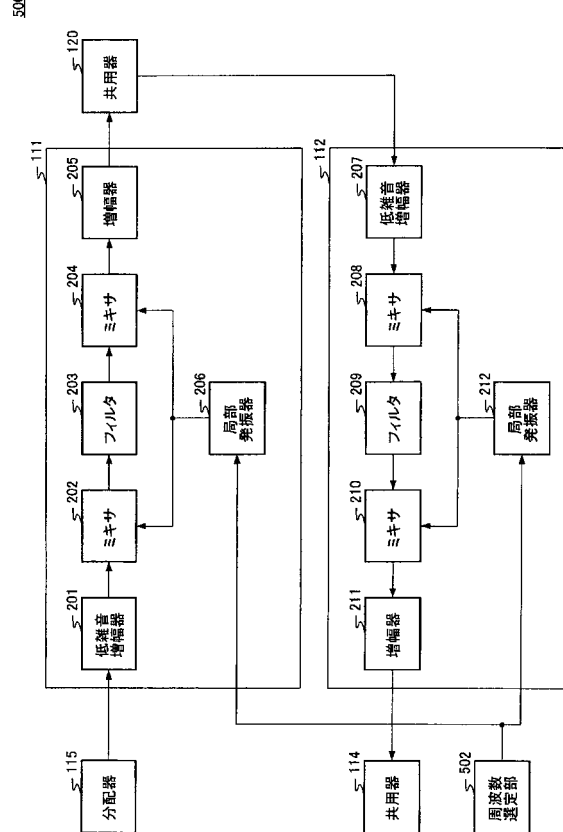 115
分配器
111
201
低雑音
増幅器
202
ミキサ
203
フィルタ
204
ミキサ
205
増幅器
120
共用器
206
局部
発振器
114
共用器
112
211
増幅器
210
ミキサ
209
フィルタ
208
ミキサ
207
低雑音
増幅器
502
周波数
選定部
212
局部
発振器